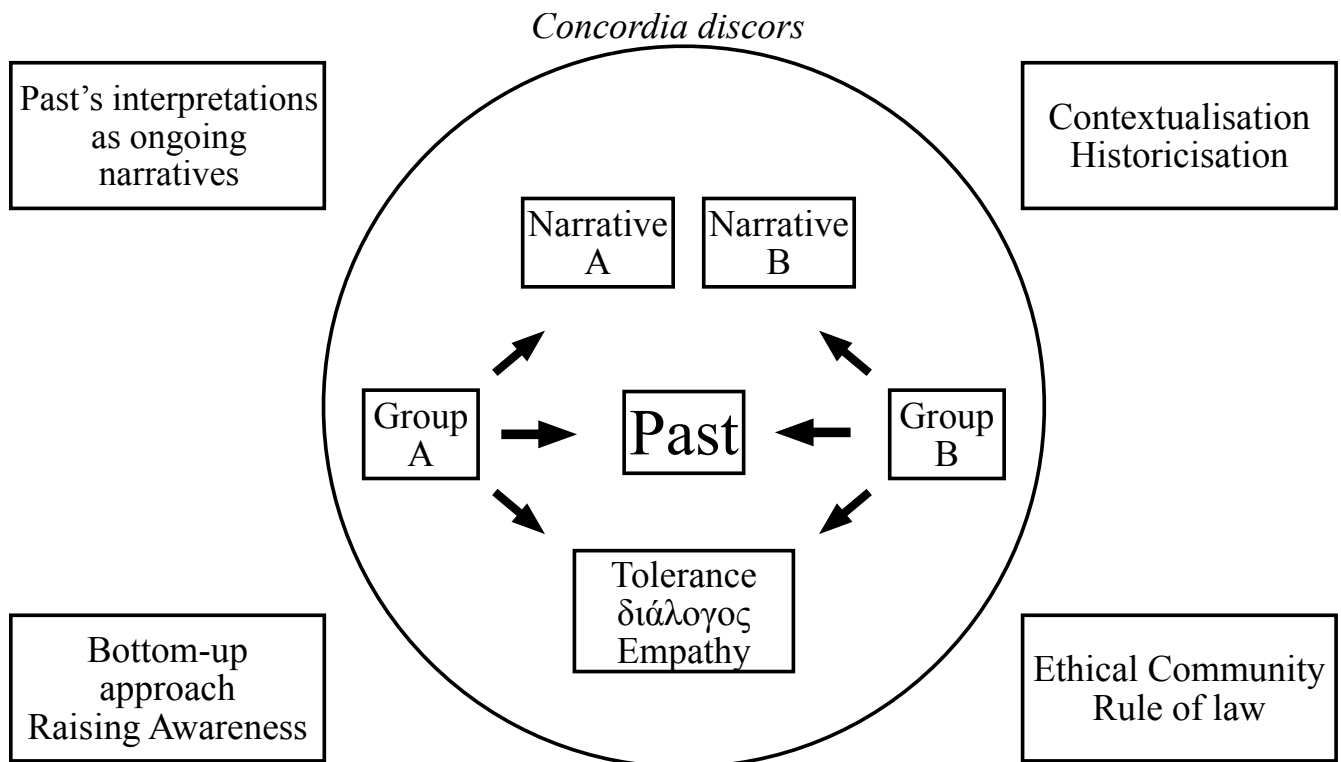 Concordia discors
Past’s interpretations
as ongoing
narratives
Contextualisation
Historicisation
Narrative
A
Narrative
B
Group
A
Past
Group
B
Tolerance
διάλογος
Empathy
Bottom-up
approach
Raising Awareness
Ethical Community
Rule of law